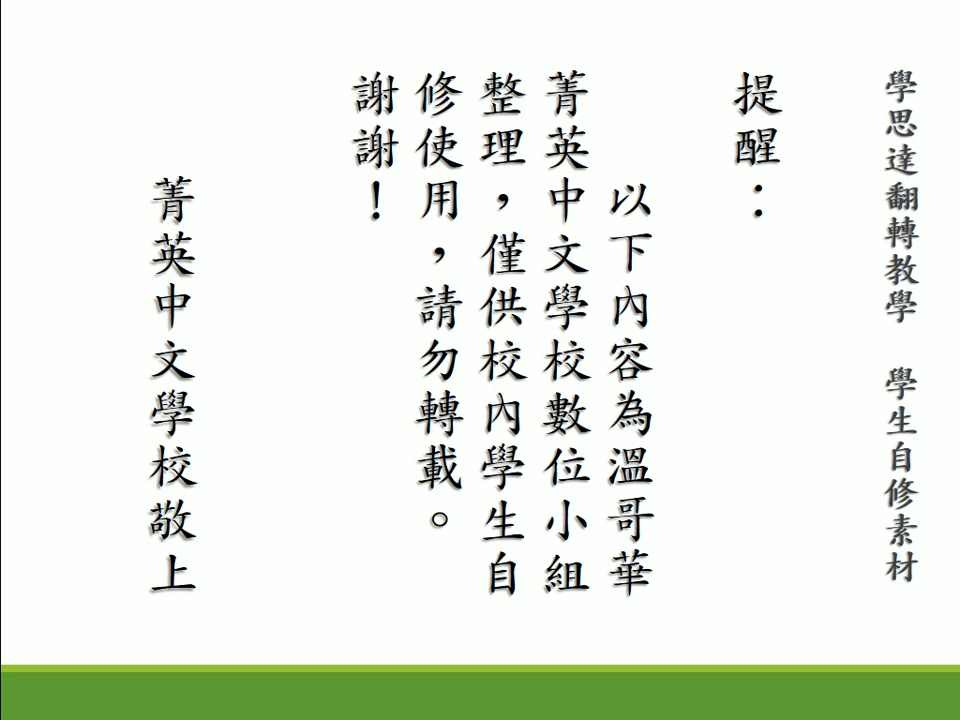 學思達翻轉教學 學生自修素材
提醒：
以下內容為溫哥華
菁英中文學校數位小組
整理，僅供校內學生自
修使用，請勿轉載。
謝謝！
菁英中文學校敬上